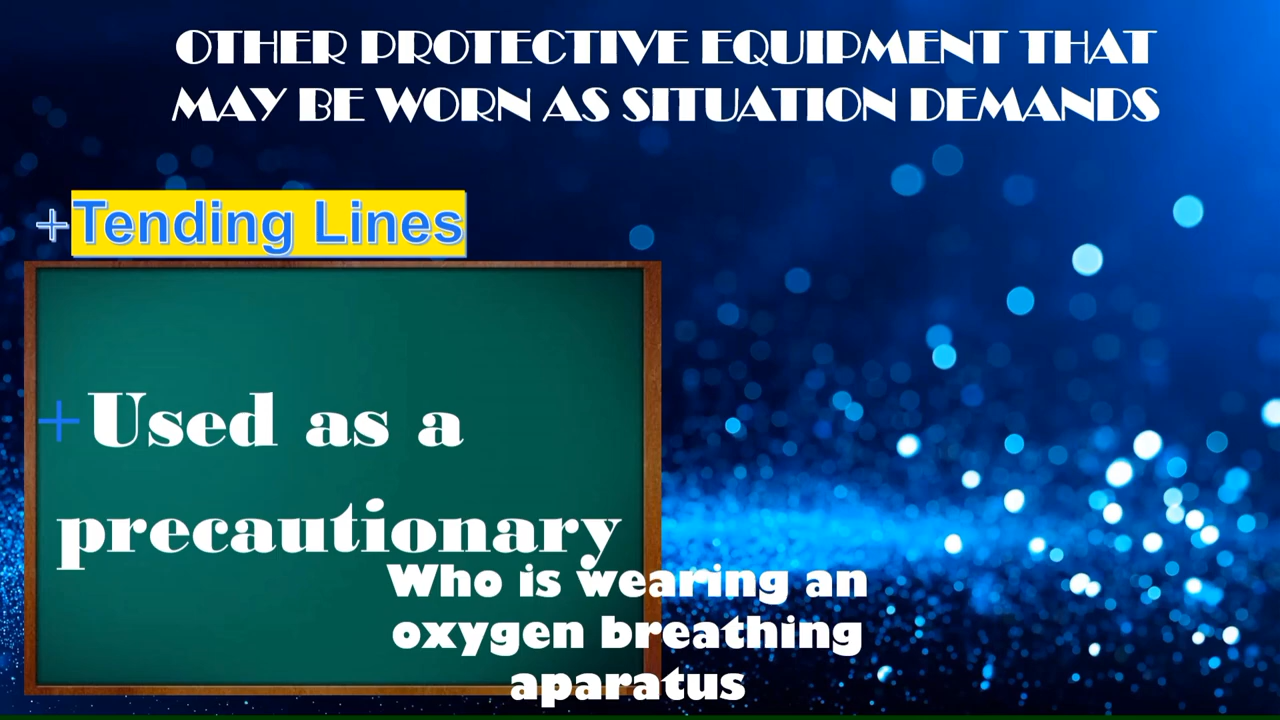 OTHER PROTECTIVE EQUIPMENT THAT
MAY BE WORN AS SITUATION DEMANDS
+Tending Lines
+Used as a
precautionary
Who is wearing an
oxygen breathing
aparatus